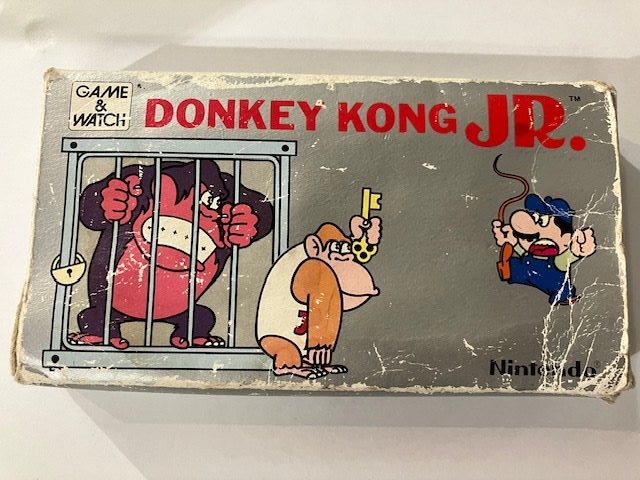 GAME
&
WATCH
DONKEY KONG JR.™
J
Nintendo®